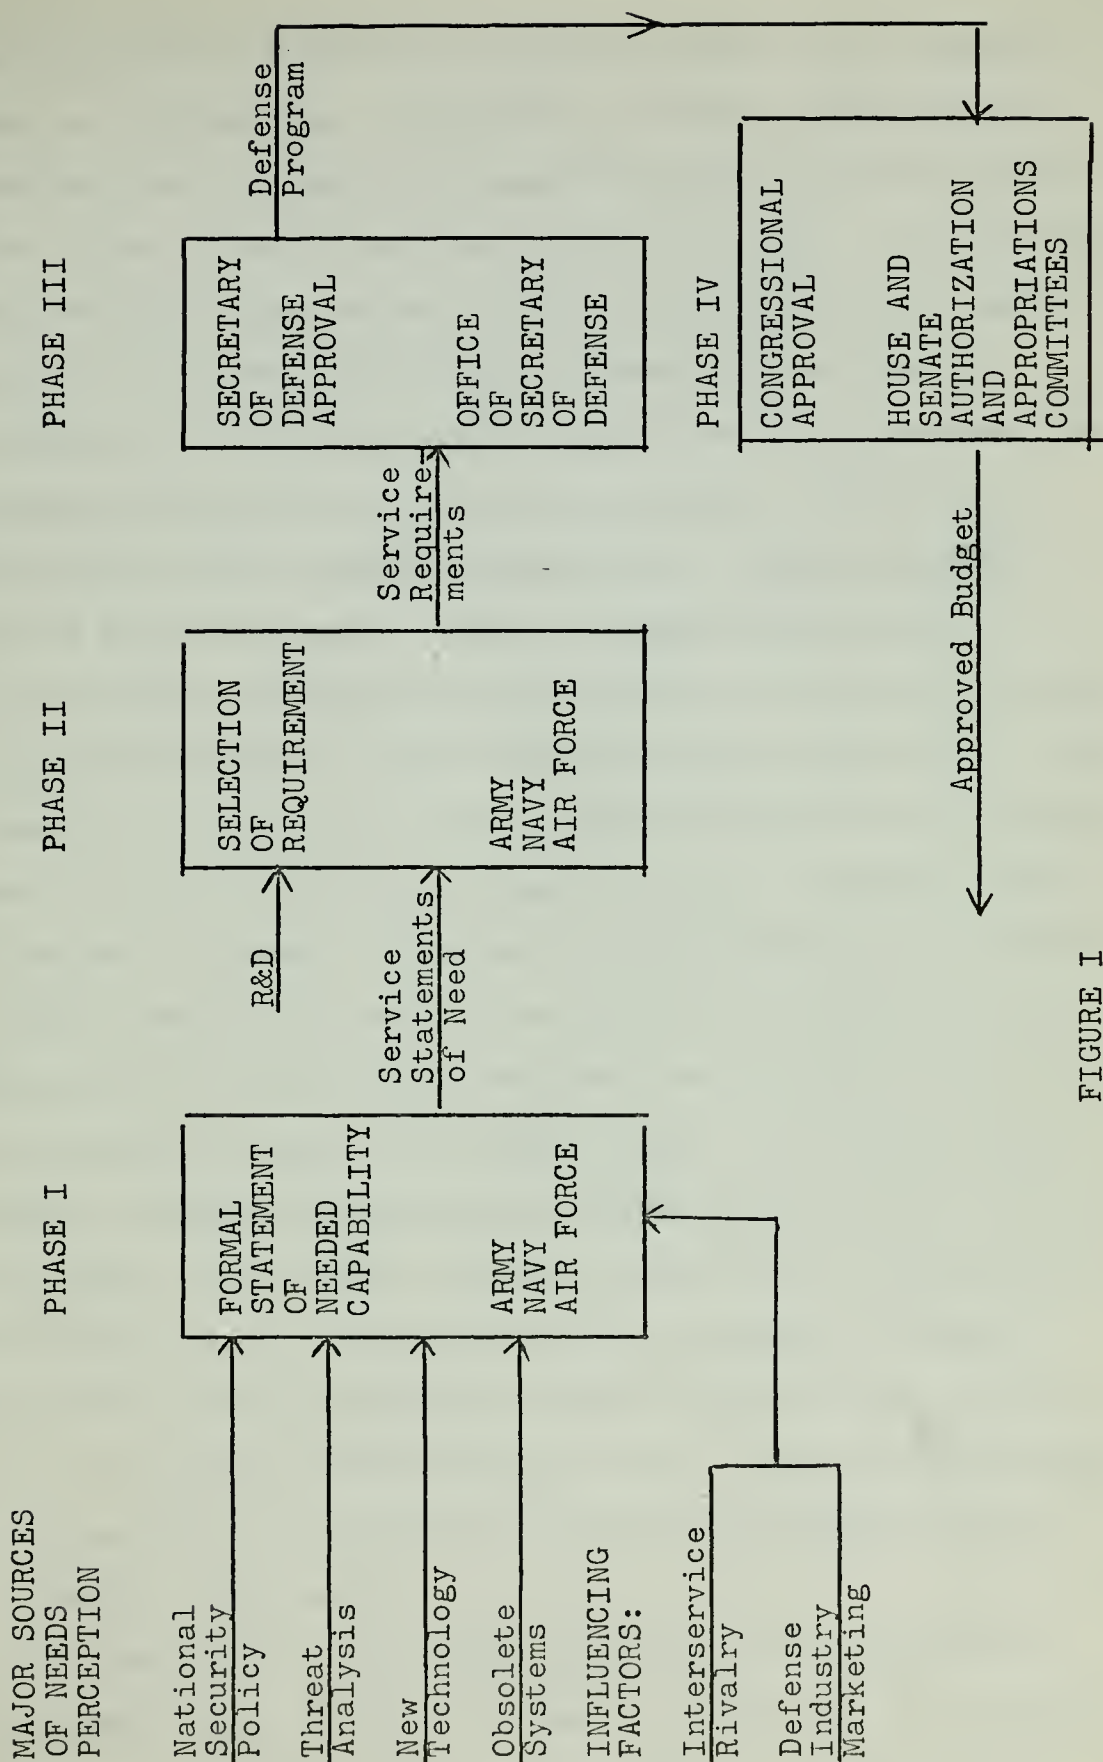 MAJOR SOURCES
OF NEEDS
PERCEPTION
National
Security
Policy
Threat
Analysis
New
Technology
Obsolete
Systems
INFLUENCING
FACTORS:
Interservice
Rivalry
Defense
Industry
Marketing
PHASE I
FORMAL
STATEMENT
OF
NEEDED
CAPABILITY
ARMY
NAVY
AIR FORCE
Service
Statements
of Need
R&D
PHASE II
SELECTION
OF
REQUIREMENT
ARMY
NAVY
AIR FORCE
Service
Require-
ments
PHASE III
SECRETARY
OF
DEFENSE
APPROVAL
OFFICE
OF
SECRETARY
OF
DEFENSE
Defense
Program
PHASE IV
CONGRESSIONAL
APPROVAL
HOUSE AND
SENATE
AUTHORIZATION
AND
APPROPRIATIONS
COMMITTEES
Approved Budget
FIGURE I